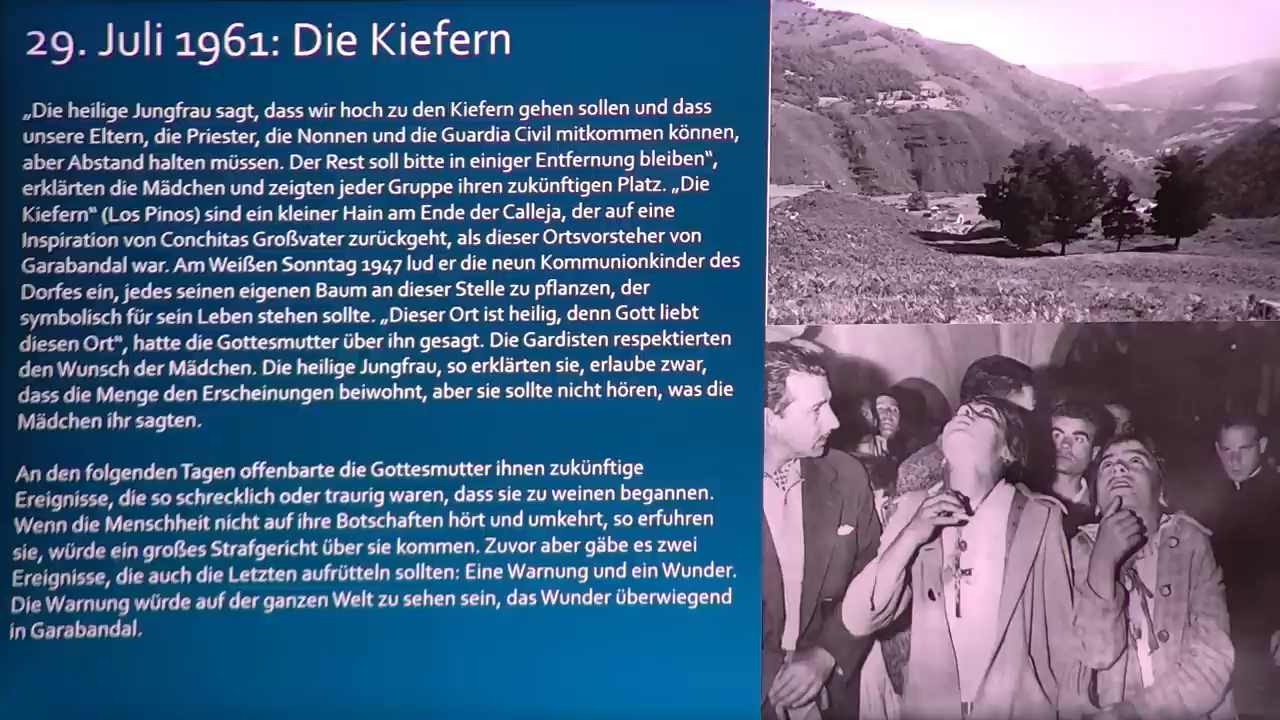 29. Juli 1961: Die Kiefern
„Die heilige Jungfrau sagt, dass wir hoch zu den Kiefern gehen sollen und dass
unsere Eltern, die Priester, die Nonnen und die Guardia Civil mitkommen können,
aber Abstand halten müssen. Der Rest soll bitte in einiger Entfernung bleiben“,
erklärten die Mädchen und zeigten jeder Gruppe ihren zukünftigen Platz. „Die
Kiefern“ (Los Pinos) sind ein kleiner Hain am Ende der Calleja, der auf eine
Inspiration von Conchitas Großvater zurückgeht, als dieser Ortsvorsteher von
Garabandal war. Am Weißen Sonntag 1947 lud er die neun Kommunionkinder des
Dorfes ein, jedes seinen eigenen Baum an dieser Stelle zu pflanzen, der
symbolisch für sein Leben stehen sollte. „Dieser Ort ist heilig, denn Gott liebt
diesen Ort“, hatte die Gottesmutter über ihn gesagt. Die Gardisten respektierten
den Wunsch der Mädchen. Die heilige Jungfrau, so erklärten sie, erlaube zwar,
dass die Menge den Erscheinungen beiwohnt, aber sie sollte nicht hören, was die
Mädchen ihr sagten.
An den folgenden Tagen offenbarte die Gottesmutter ihnen zukünftige
Ereignisse, die so schrecklich oder traurig waren, dass sie zu weinen begannen.
Wenn die Menschheit nicht auf ihre Botschaften hört und umkehrt, so erfuhren
sie, würde ein großes Strafgericht über sie kommen. Zuvor aber gäbe es zwei
Ereignisse, die auch die Letzten aufrütteln sollten: Eine Warnung und ein Wunder.
Die Warnung würde auf der ganzen Welt zu sehen sein, das Wunder überwiegend
in Garabandal.